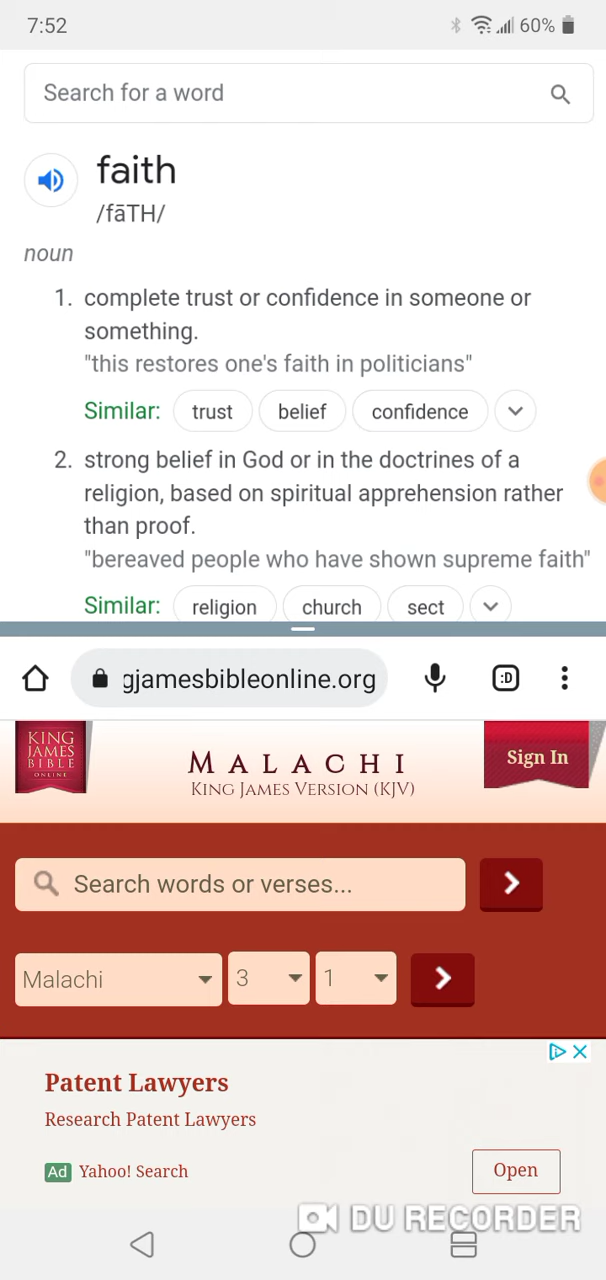 7:52 60%
Search for a word
faith
/fāTH/
noun
1. complete trust or confidence in someone or
something.
"this restores one's faith in politicians"
Similar: trust belief confidence
2. strong belief in God or in the doctrines of a
religion, based on spiritual apprehension rather
than proof.
"bereaved people who have shown supreme faith"
Similar: religion church sect
gjamesbibleonline.org :D
KING
JAMES
BIBLE
ONLINE
MALACHI
KING JAMES VERSION (KJV)
Sign In
Search words or verses...
Malachi 3 1
Patent Lawyers
Research Patent Lawyers
Ad Yahoo! Search
Open
DU RECORDER